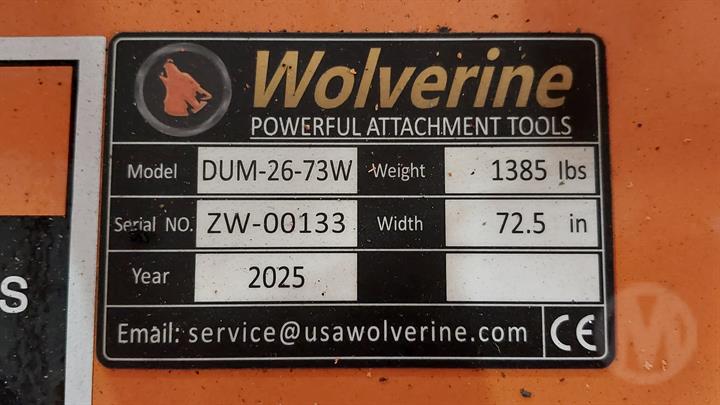 Wolverine
POWERFUL ATTACHMENT TOOLS
Model DUM-26-73W Weight 1385 lbs
Serial NO. ZW-00133 Width 72.5 in
Year 2025
S
Email: service@usawolverine.com CE
M